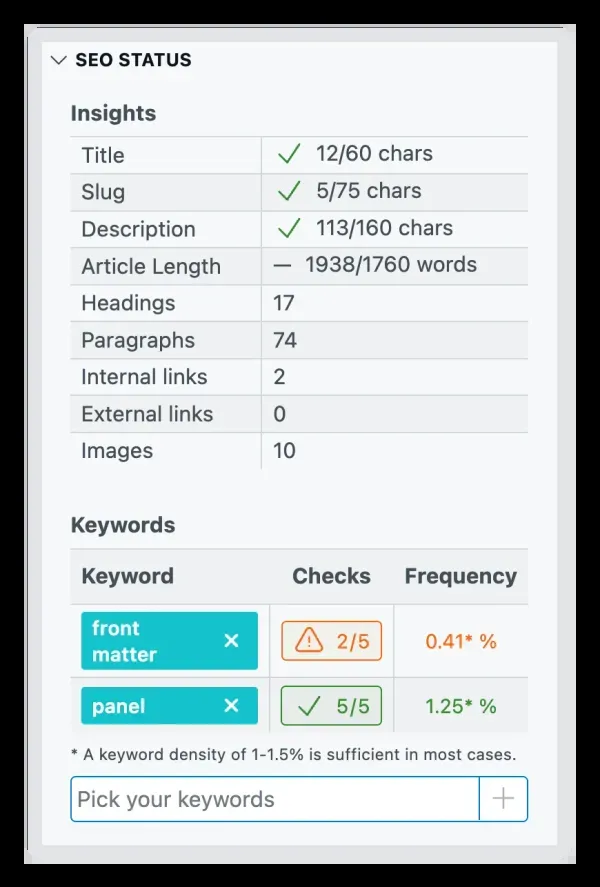 SEO STATUS
Insights
Title 12/60 chars
Slug 5/75 chars
Description 113/160 chars
Article Length — 1938/1760 words
Headings 17
Paragraphs 74
Internal links 2
External links 0
Images 10
Keywords
Keyword Checks Frequency
front
matter 2/5 0.41* %
panel 5/5 1.25* %
* A keyword density of 1-1.5% is sufficient in most cases.
Pick your keywords